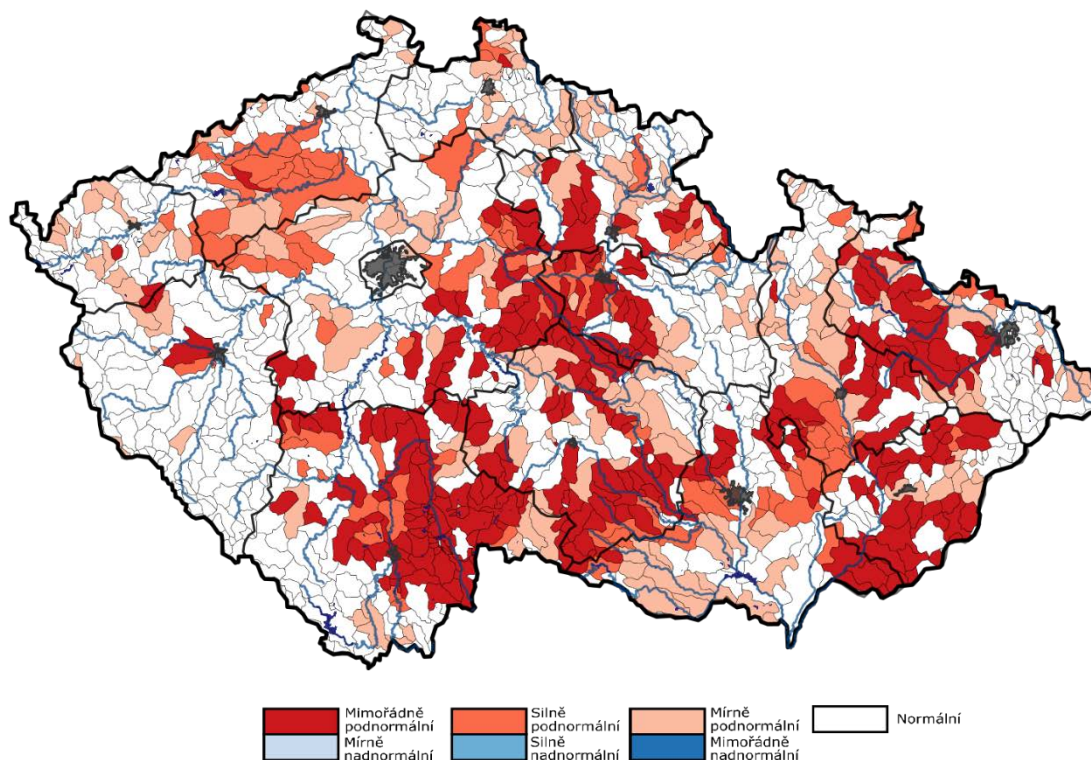 Mimořádně
podnormální
Silně
podnormální
Mírně
podnormální
Normální
Mírně
nadnormální
Silně
nadnormální
Mimořádně
nadnormální